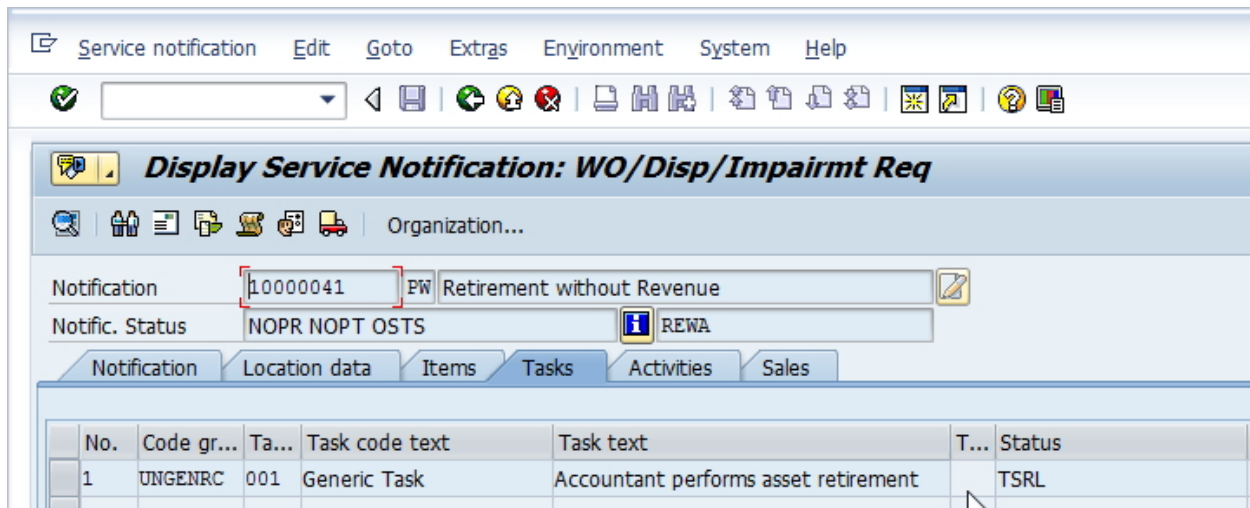 Service notification Edit Goto Extras Environment System Help
Display Service Notification: WO/Disp/Impairmt Req
Organization...
Notification 10000041 PW Retirement without Revenue
Notific. Status NOPR NOPT OSTS REWA
Notification Location data Items Tasks Activities Sales
No. Code gr... Ta... Task code text Task text T... Status
1 UNGENRC 001 Generic Task Accountant performs asset retirement TSRL